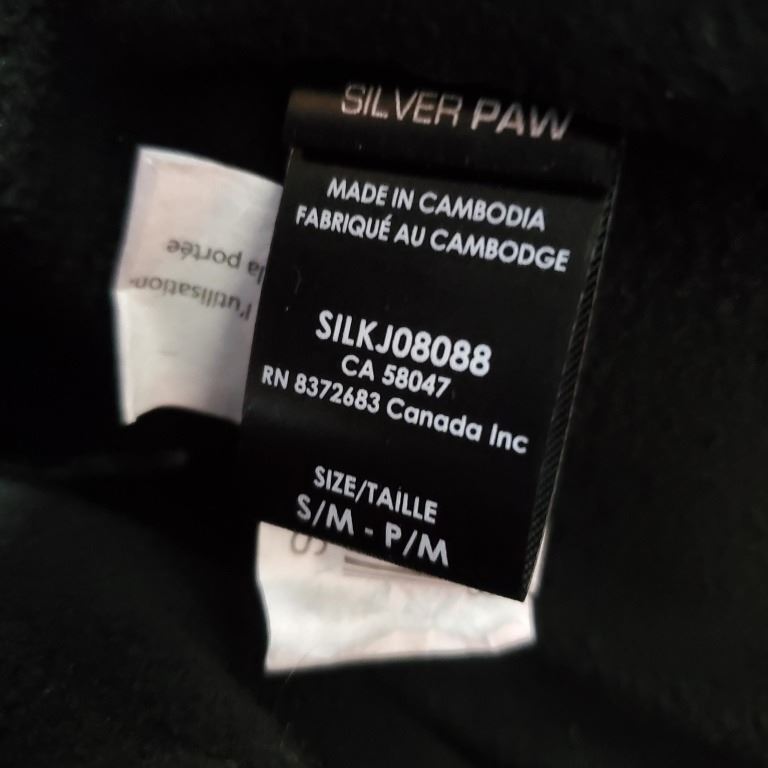 SILVER PAW
MADE IN CAMBODIA
FABRIQUÉ AU CAMBODGE
SILKJ08088
CA 58047
RN 8372683 Canada Inc
SIZE/TAÏLLE
S/M - P/M
la portée
l'utilisation-